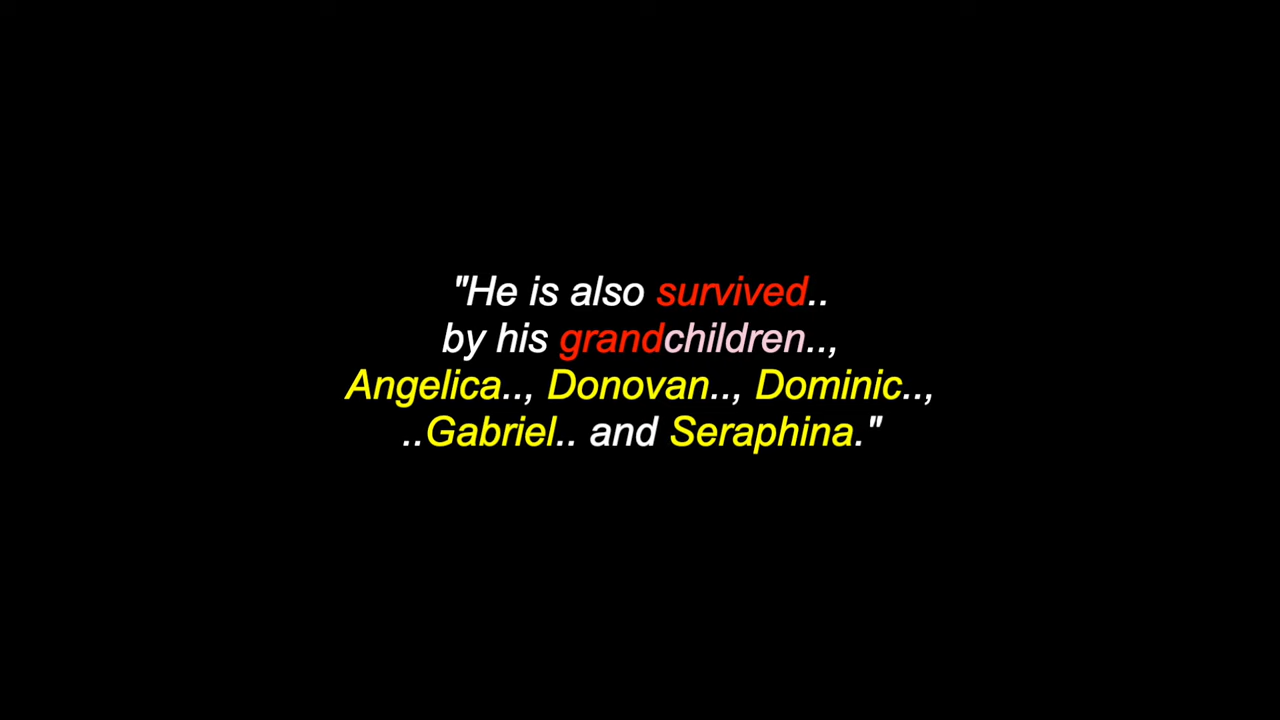 "He is also survived..
by his grandchildren..,
Angelica.., Donovan.., Dominic..,
..Gabriel.. and Seraphina."